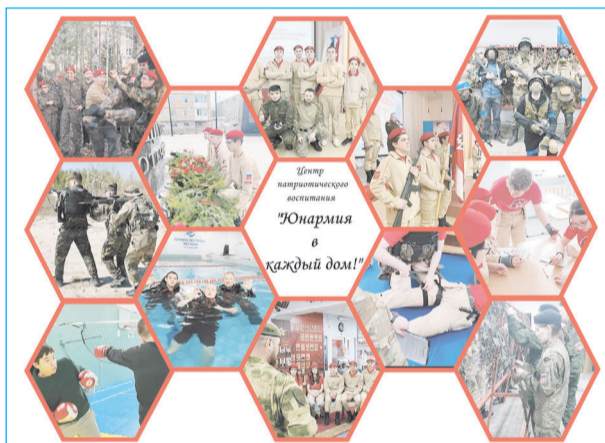 Центр
патриотического
воспитания
"Юнармия
в
каждый дом!"